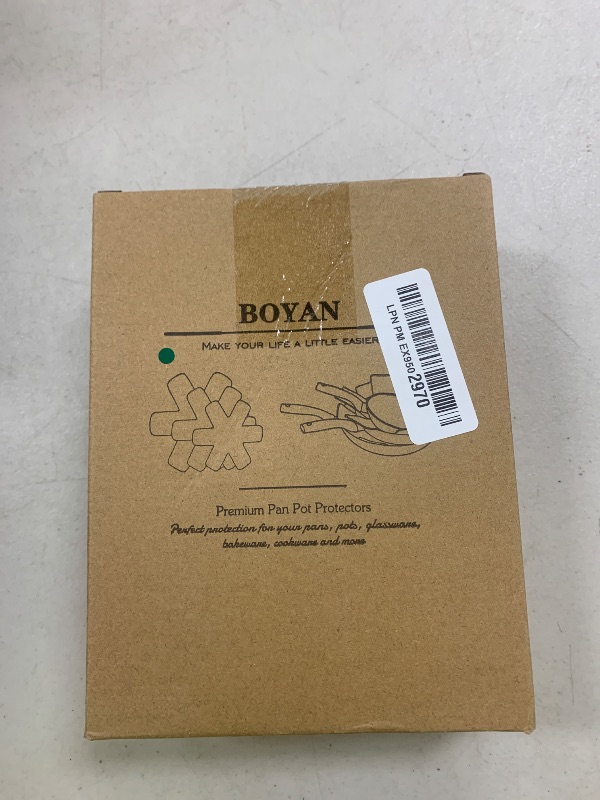 BOYAN
MAKE YOUR LIFE A LITTLE EASIER
LPN PM EX950 2970
Premium Pan Pot Protectors
Perfect protection for your pans, pots, glassware,
bakeware, cookware and more